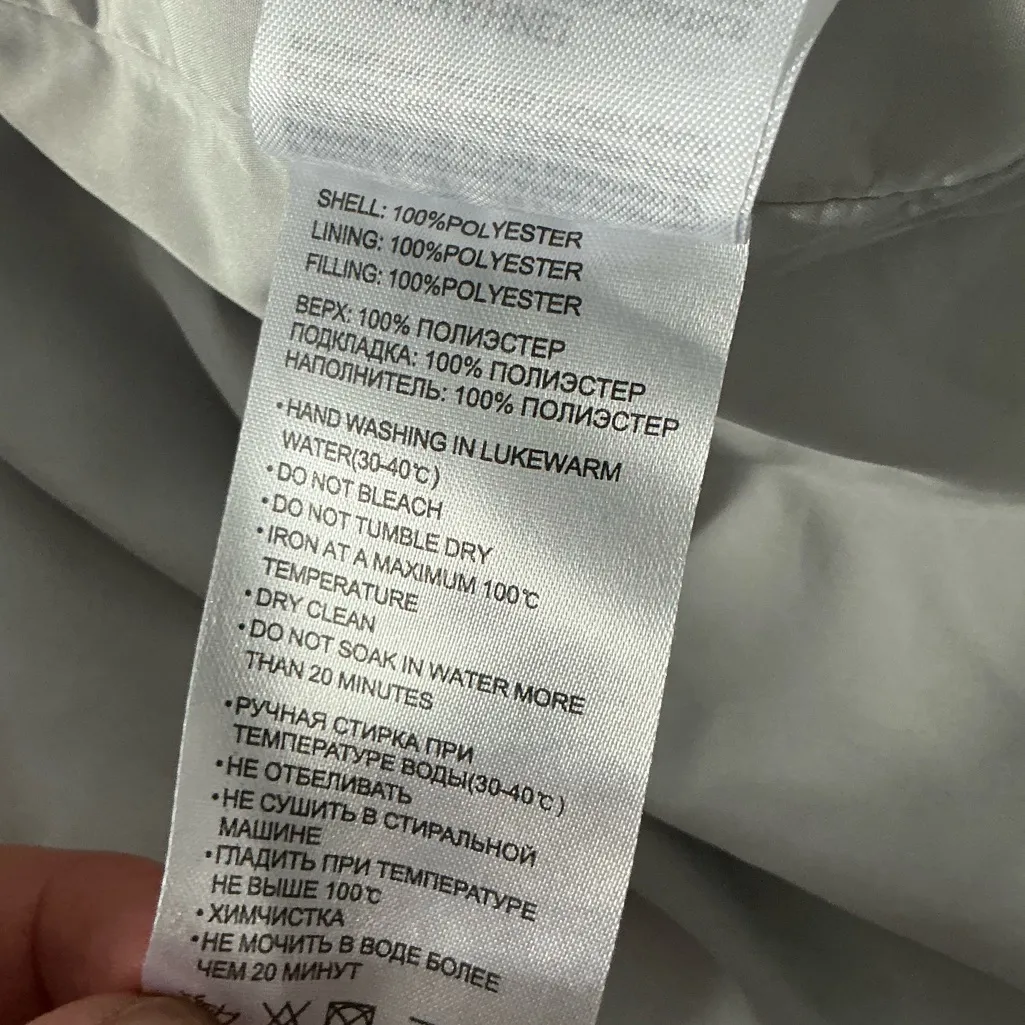 SHELL: 100%POLYESTER
LINING: 100%POLYESTER
FILLING: 100%POLYESTER
ВЕРХ: 100% ПОЛИЭСТЕР
ПОДКЛАДКА: 100% ПОЛИЭСТЕР
НАПОЛНИТЕЛЬ: 100% ПОЛИЭСТЕР
•HAND WASHING IN LUKEWARM
WATER(30-40℃)
•DO NOT BLEACH
•DO NOT TUMBLE DRY
•IRON AT A MAXIMUM 100℃
TEMPERATURE
•DRY CLEAN
•DO NOT SOAK IN WATER MORE
THAN 20 MINUTES
•РУЧНАЯ СТИРКА ПРИ
ТЕМПЕРАТУРЕ ВОДЫ(30-40℃)
•НЕ ОТБЕЛИВАТЬ
•НЕ СУШИТЬ В СТИРАЛЬНОЙ
МАШИНЕ
•ГЛАДИТЬ ПРИ ТЕМПЕРАТУРЕ
НЕ ВЫШЕ 100℃
•ХИМЧИСТКА
•НЕ МОЧИТЬ В ВОДЕ БОЛЕЕ
ЧЕМ 20 МИНУТ